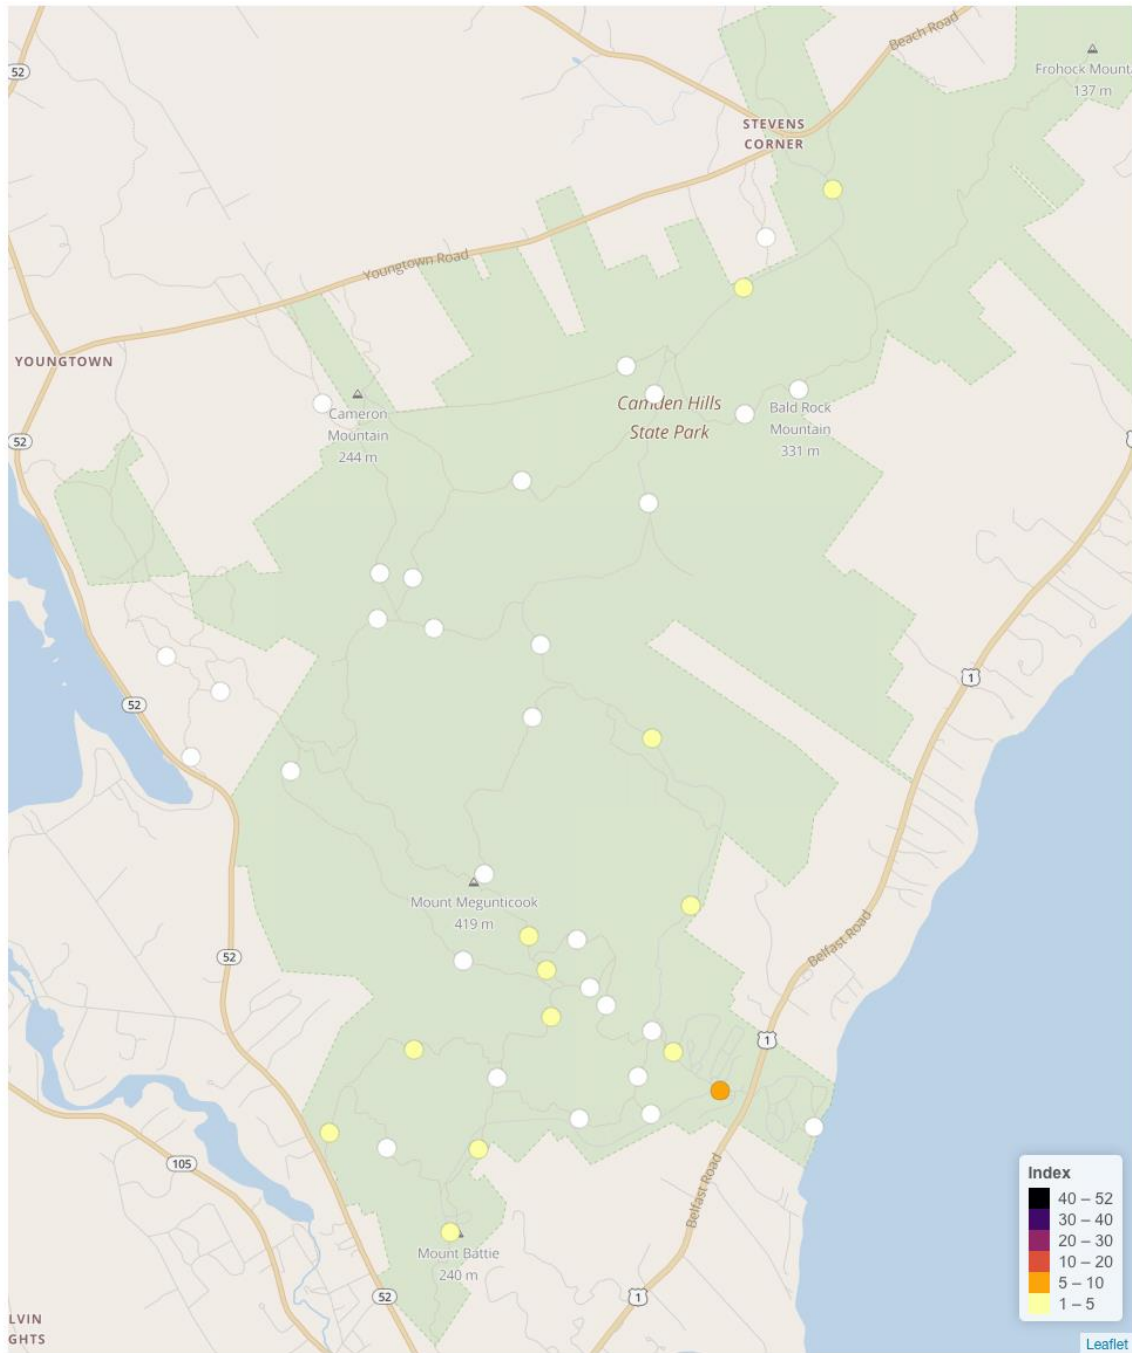 Beach Road
52
Frohock Mounta
137 m
STEVENS
CORNER
Youngtown Road
YOUNGTOWN
Camden Hills
State Park
Bald Rock
Mountain
331 m
Cameron
Mountain
244 m
52
1
52
Mount Megunticook
419 m
Belfast Road
52
1
105
Belfast Road
Mount Battie
240 m
52
1
LVIN
GHTS
Index
40 – 52
30 – 40
20 – 30
10 – 20
5 – 10
1 – 5
Leaflet